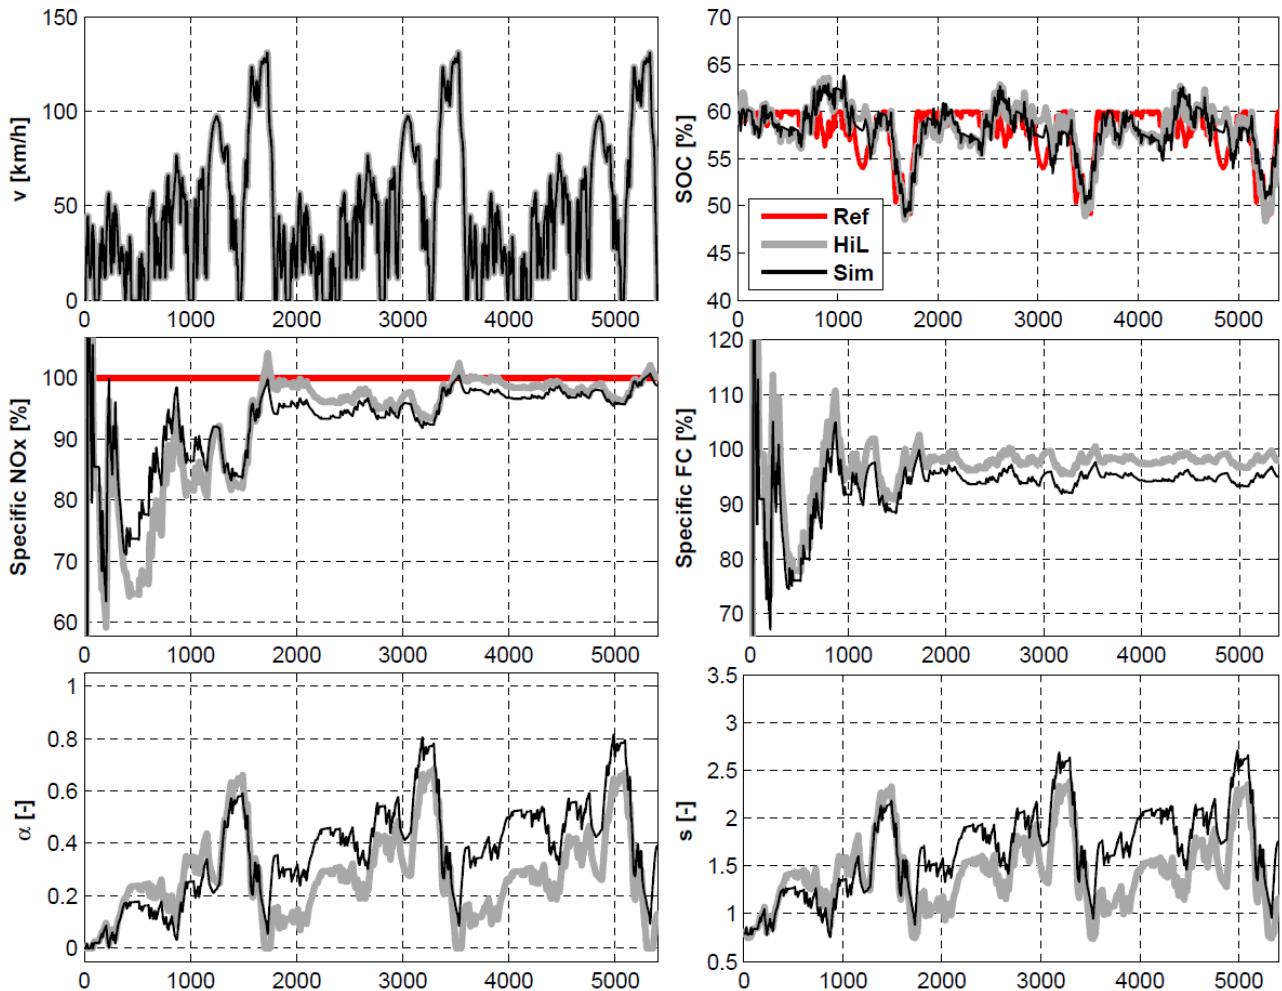 150
100
50
0
v [km/h]
0 1000 2000 3000 4000 5000
70
65
60
55
50
45
40
SOC [%]
Ref
HiL
Sim
0 1000 2000 3000 4000 5000
100
90
80
70
60
Specific NOx [%]
0 1000 2000 3000 4000 5000
120
110
100
90
80
70
Specific FC [%]
0 1000 2000 3000 4000 5000
1
0.8
0.6
0.4
0.2
0
α [-]
0 1000 2000 3000 4000 5000
3.5
3
2.5
2
1.5
1
0.5
s [-]
0 1000 2000 3000 4000 5000